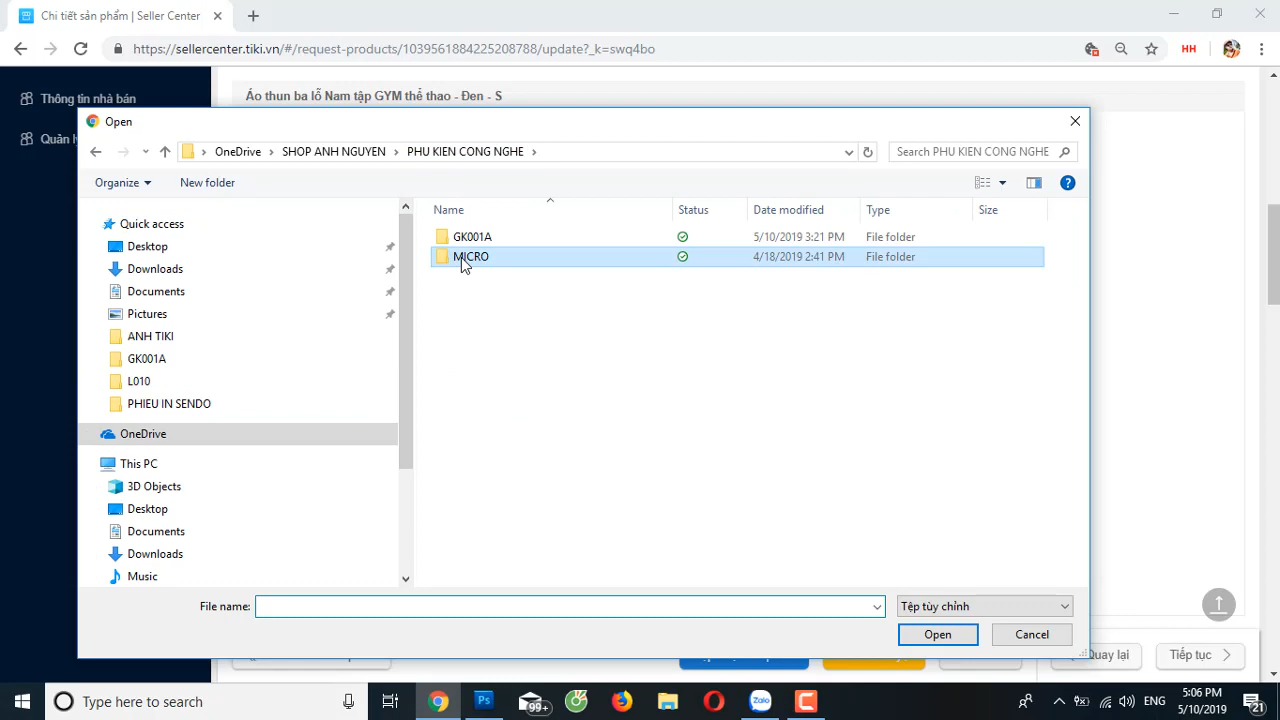 Chi tiết sản phẩm | Seller Center
https://sellercenter.tiki.vn/#/request-products/1039561884225208788/update?_k=swq4bo
HH
Thông tin nhà bán
Áo thun ba lỗ Nam tập GYM thể thao - Đen - S
Quản lý
Open
OneDrive > SHOP ANH NGUYEN > PHU KIEN CONG NGHE >
Search PHU KIEN CONG NGHE
Organize
New folder
Name Status Date modified Type Size
Quick access
Desktop
Downloads
Documents
Pictures
ANH TIKI
GK001A
L010
PHIEU IN SENDO
OneDrive
This PC
3D Objects
Desktop
Documents
Downloads
Music
GK001A 5/10/2019 3:21 PM File folder
MICRO 4/18/2019 2:41 PM File folder
File name:
Tệp tùy chỉnh
Open
Cancel
Quay lại
Tiếp tục
Type here to search
Ps
99+
Zalo
C
ENG
5:06 PM
5/10/2019
21